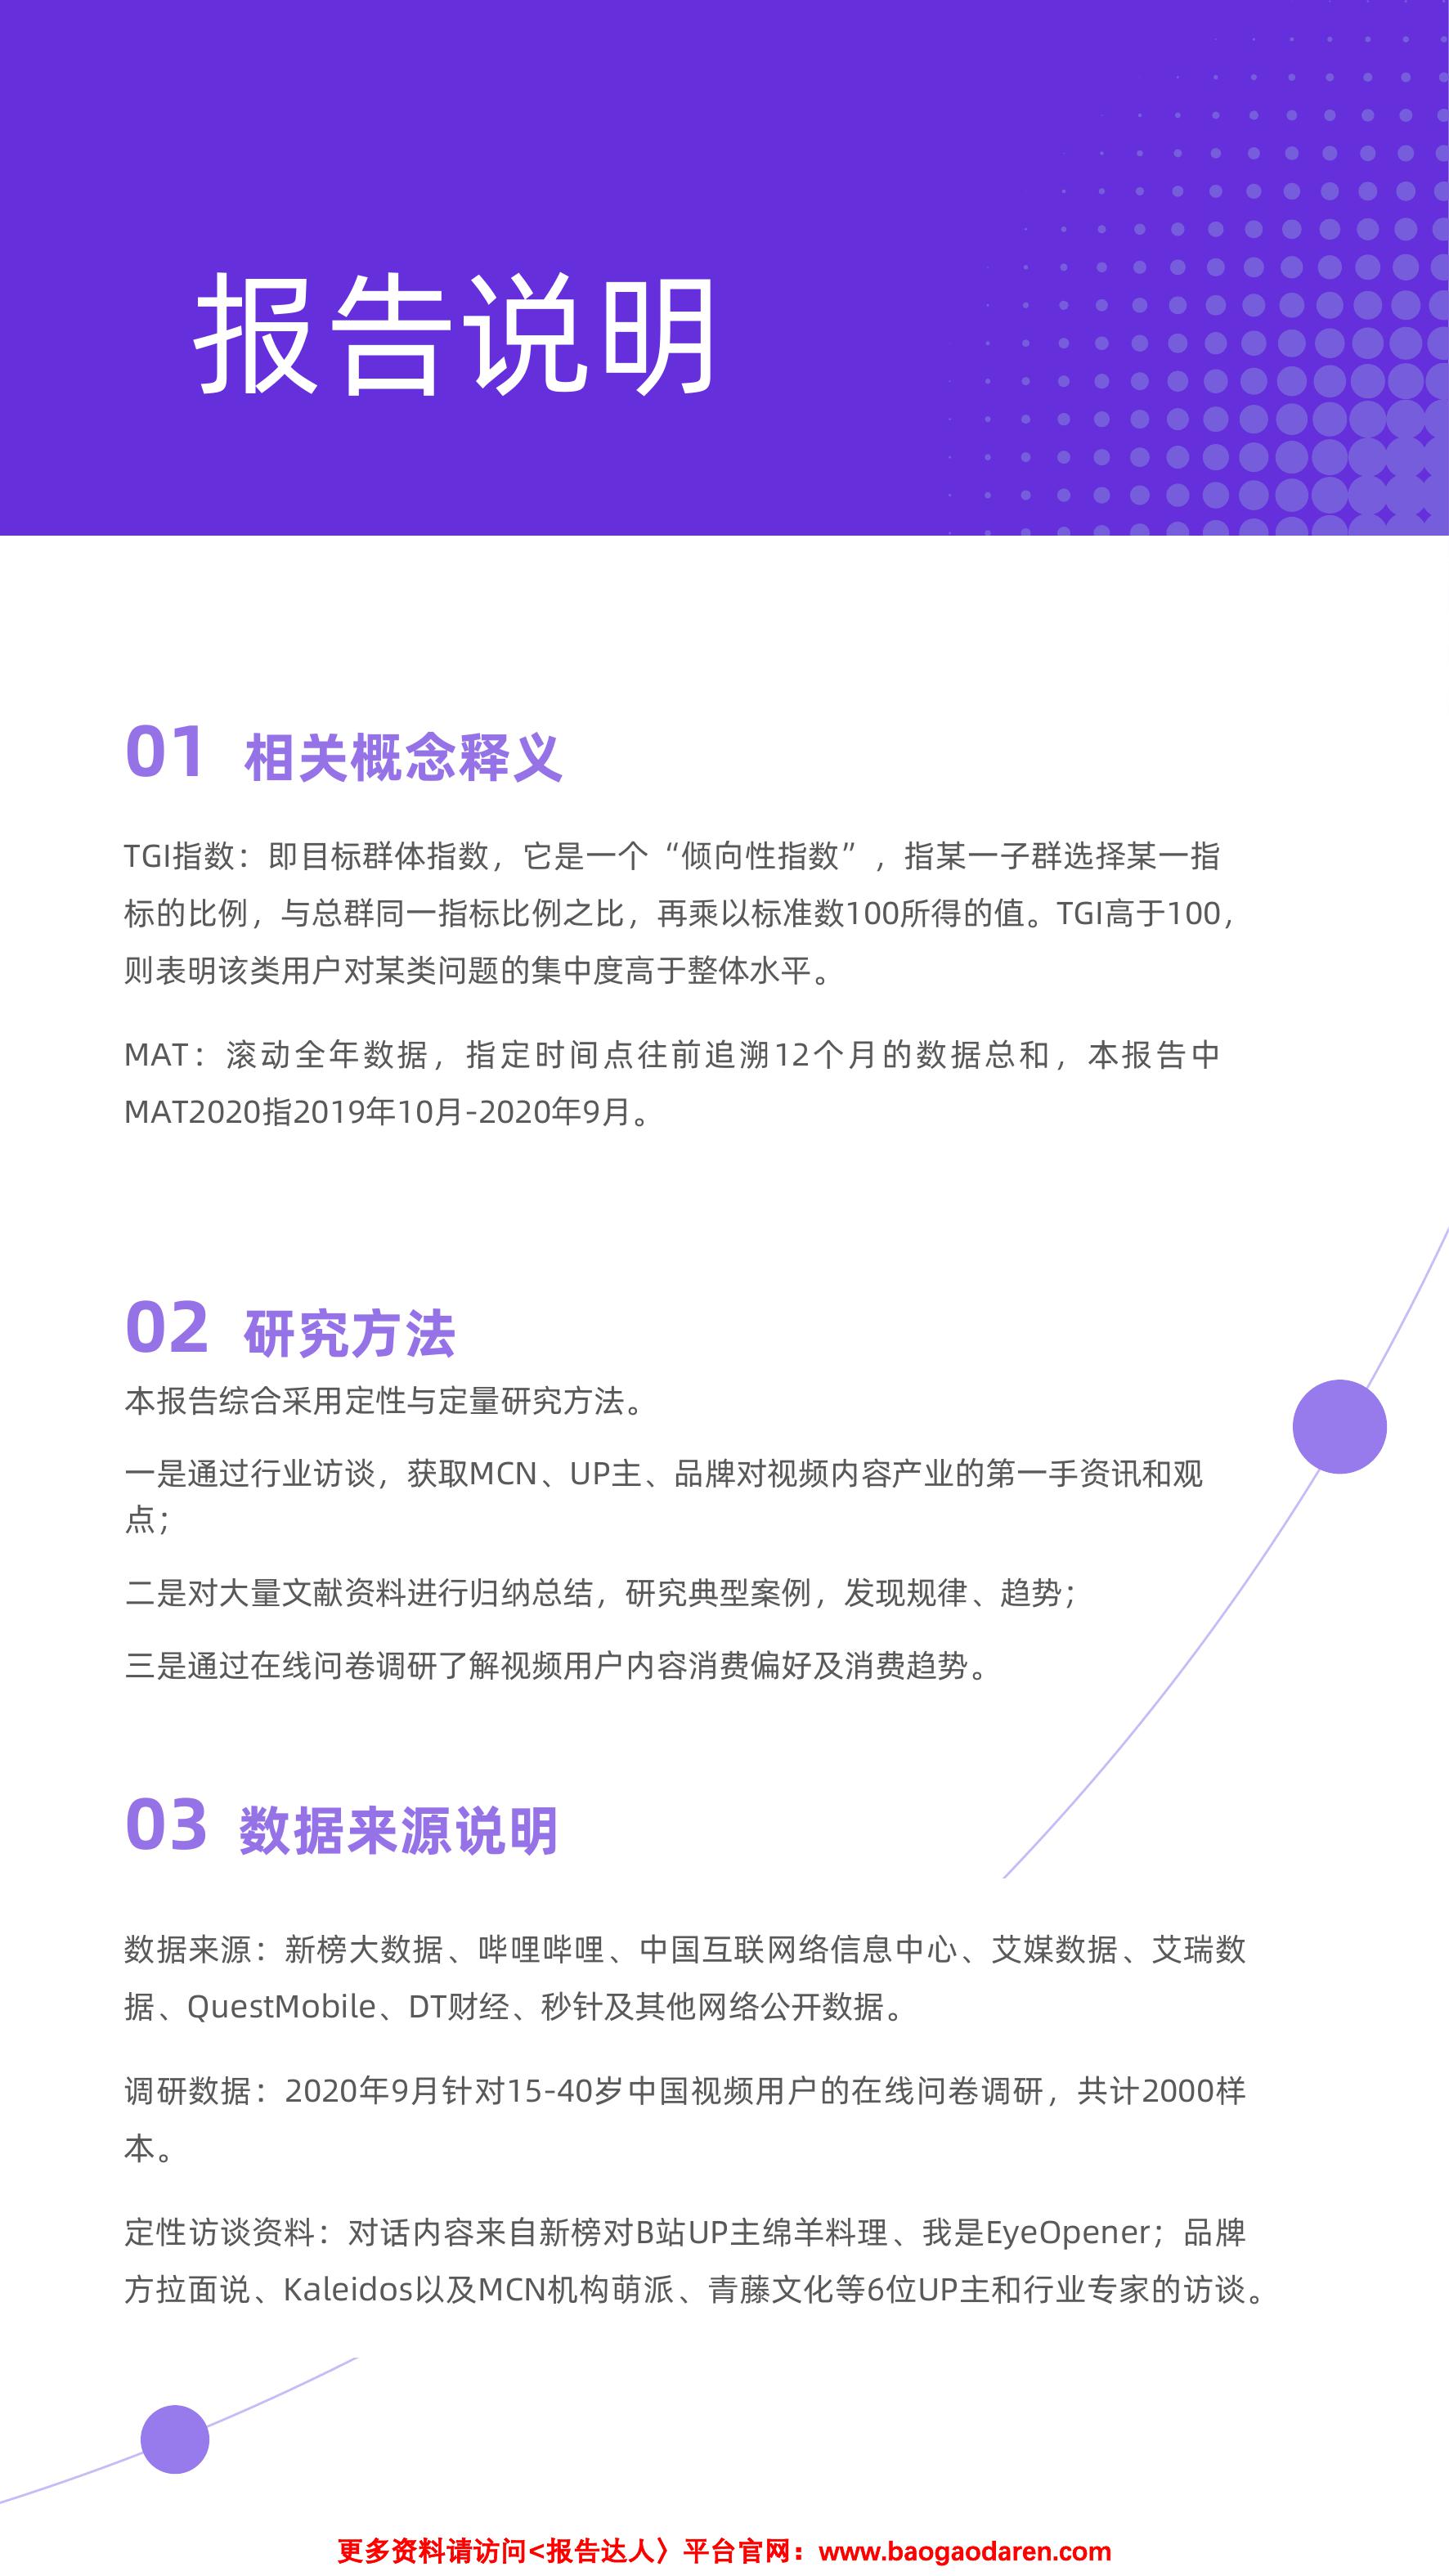 报告说明
01 相关概念释义
TGI指数：即目标群体指数，它是一个“倾向性指数”，指某一子群选择某一指
标的比例，与总群同一指标比例之比，再乘以标准数100所得的值。TGI高于100，
则表明该类用户对某类问题的集中度高于整体水平。
MAT：滚动全年数据，指定时间点往前追溯12个月的数据总和，本报告中
MAT2020指2019年10月-2020年9月。
02 研究方法
本报告综合采用定性与定量研究方法。
一是通过行业访谈，获取MCN、UP主、品牌对视频内容产业的第一手资讯和观
点；
二是对大量文献资料进行归纳总结，研究典型案例，发现规律、趋势；
三是通过在线问卷调研了解视频用户内容消费偏好及消费趋势。
03 数据来源说明
数据来源：新榜大数据、哔哩哔哩、中国互联网络信息中心、艾媒数据、艾瑞数
据、QuestMobile、DT财经、秒针及其他网络公开数据。
调研数据：2020年9月针对15-40岁中国视频用户的在线问卷调研，共计2000样
本。
定性访谈资料：对话内容来自新榜对B站UP主绵羊料理、我是EyeOpener；品牌
方拉面说、Kaleidos以及MCN机构萌派、青藤文化等6位UP主和行业专家的访谈。
更多资料请访问<报告达人〉平台官网：www.baogaodaren.com